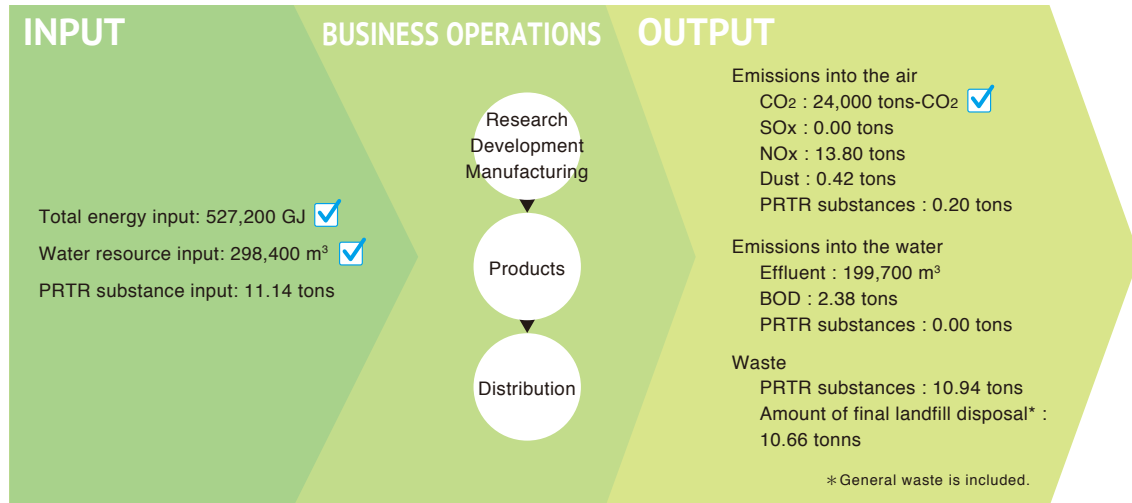 INPUT
Total energy input: 527,200 GJ
Water resource input: 298,400 m³
PRTR substance input: 11.14 tons
BUSINESS OPERATIONS
Research
Development
Manufacturing
Products
Distribution
OUTPUT
Emissions into the air
CO₂ : 24,000 tons-CO₂
SOx : 0.00 tons
NOx : 13.80 tons
Dust : 0.42 tons
PRTR substances : 0.20 tons
Emissions into the water
Effluent : 199,700 m³
BOD : 2.38 tons
PRTR substances : 0.00 tons
Waste
PRTR substances : 10.94 tons
Amount of final landfill disposal* :
10.66 tonns
＊General waste is included.